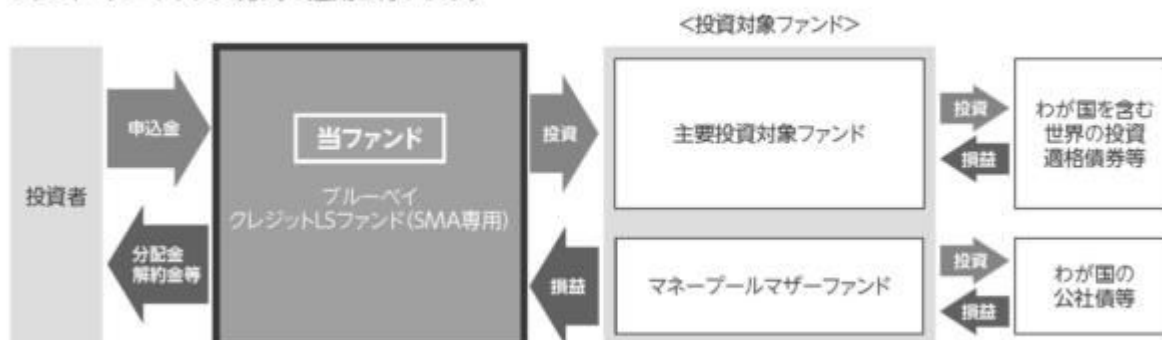 <投資対象ファンド>
投資者
申込金
分配金
解約金等
当ファンド
ブルーベイ
クレジットLSファンド(SMA専用)
投資
損益
主要投資対象ファンド
投資
損益
わが国を含む
世界の投資
適格債券等
マネープールマザーファンド
投資
損益
わが国の
公社債等